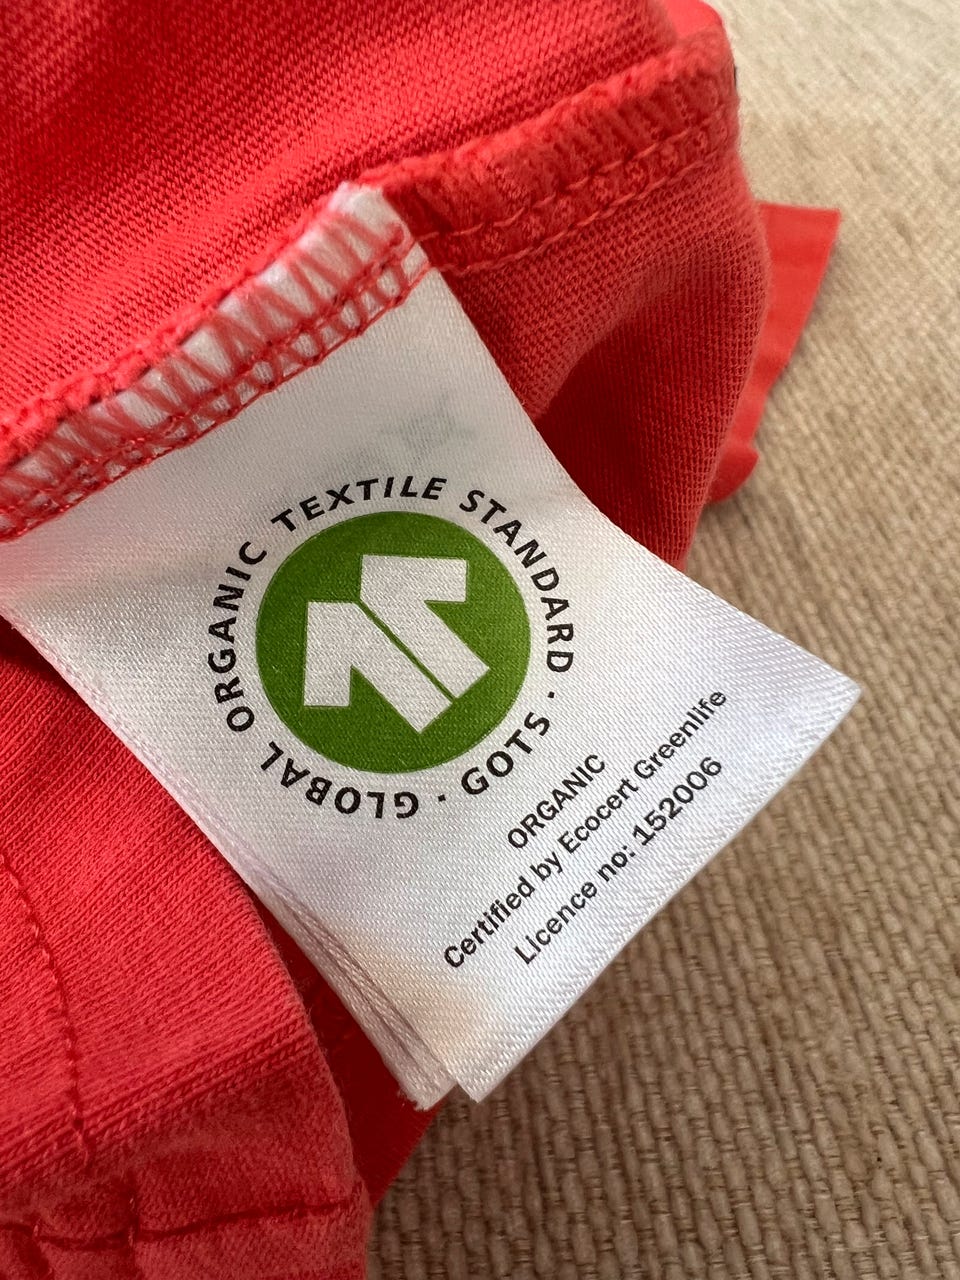 GLOBAL ORGANIC TEXTILE STANDARD · GOTS ·
ORGANIC
Certified by Ecocert Greenlife
Licence no: 152006